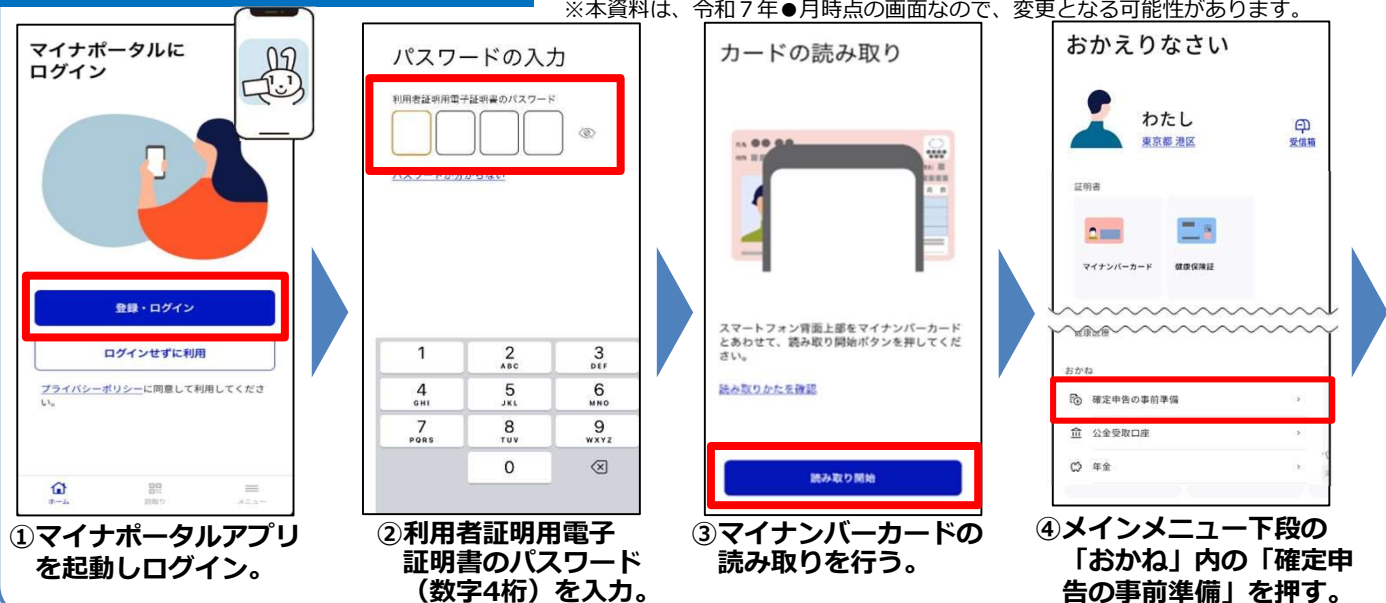 ※本資料は、令和７年●月時点の画面なので、変更となる可能性があります。
マイナポータルに
ログイン
登録・ログイン
ログインせずに利用
プライバシーポリシーに同意して利用してくださ
い。
ホーム
読取り
メニュー
①マイナポータルアプリ
を起動しログイン。
パスワードの入力
利用者証明用電子証明書のパスワード
パスワードが分からない
1
2
ABC
3
DEF
4
GHI
5
JKL
6
MNO
7
PQRS
8
TUV
9
WXYZ
0
②利用者証明用電子
証明書のパスワード
（数字4桁）を入力。
カードの読み取り
スマートフォン背面上部をマイナンバーカード
とあわせて、読み取り開始ボタンを押してくだ
さい。
読み取りかたを確認
読み取り開始
③マイナンバーカードの
読み取りを行う。
おかえりなさい
わたし
東京都 港区
受信箱
証明書
マイナンバーカード
健康保険証
健康医療
おかね
確定申告の事前準備
公金受取口座
年金
④メインメニュー下段の
「おかね」内の「確定申
告の事前準備」を押す。